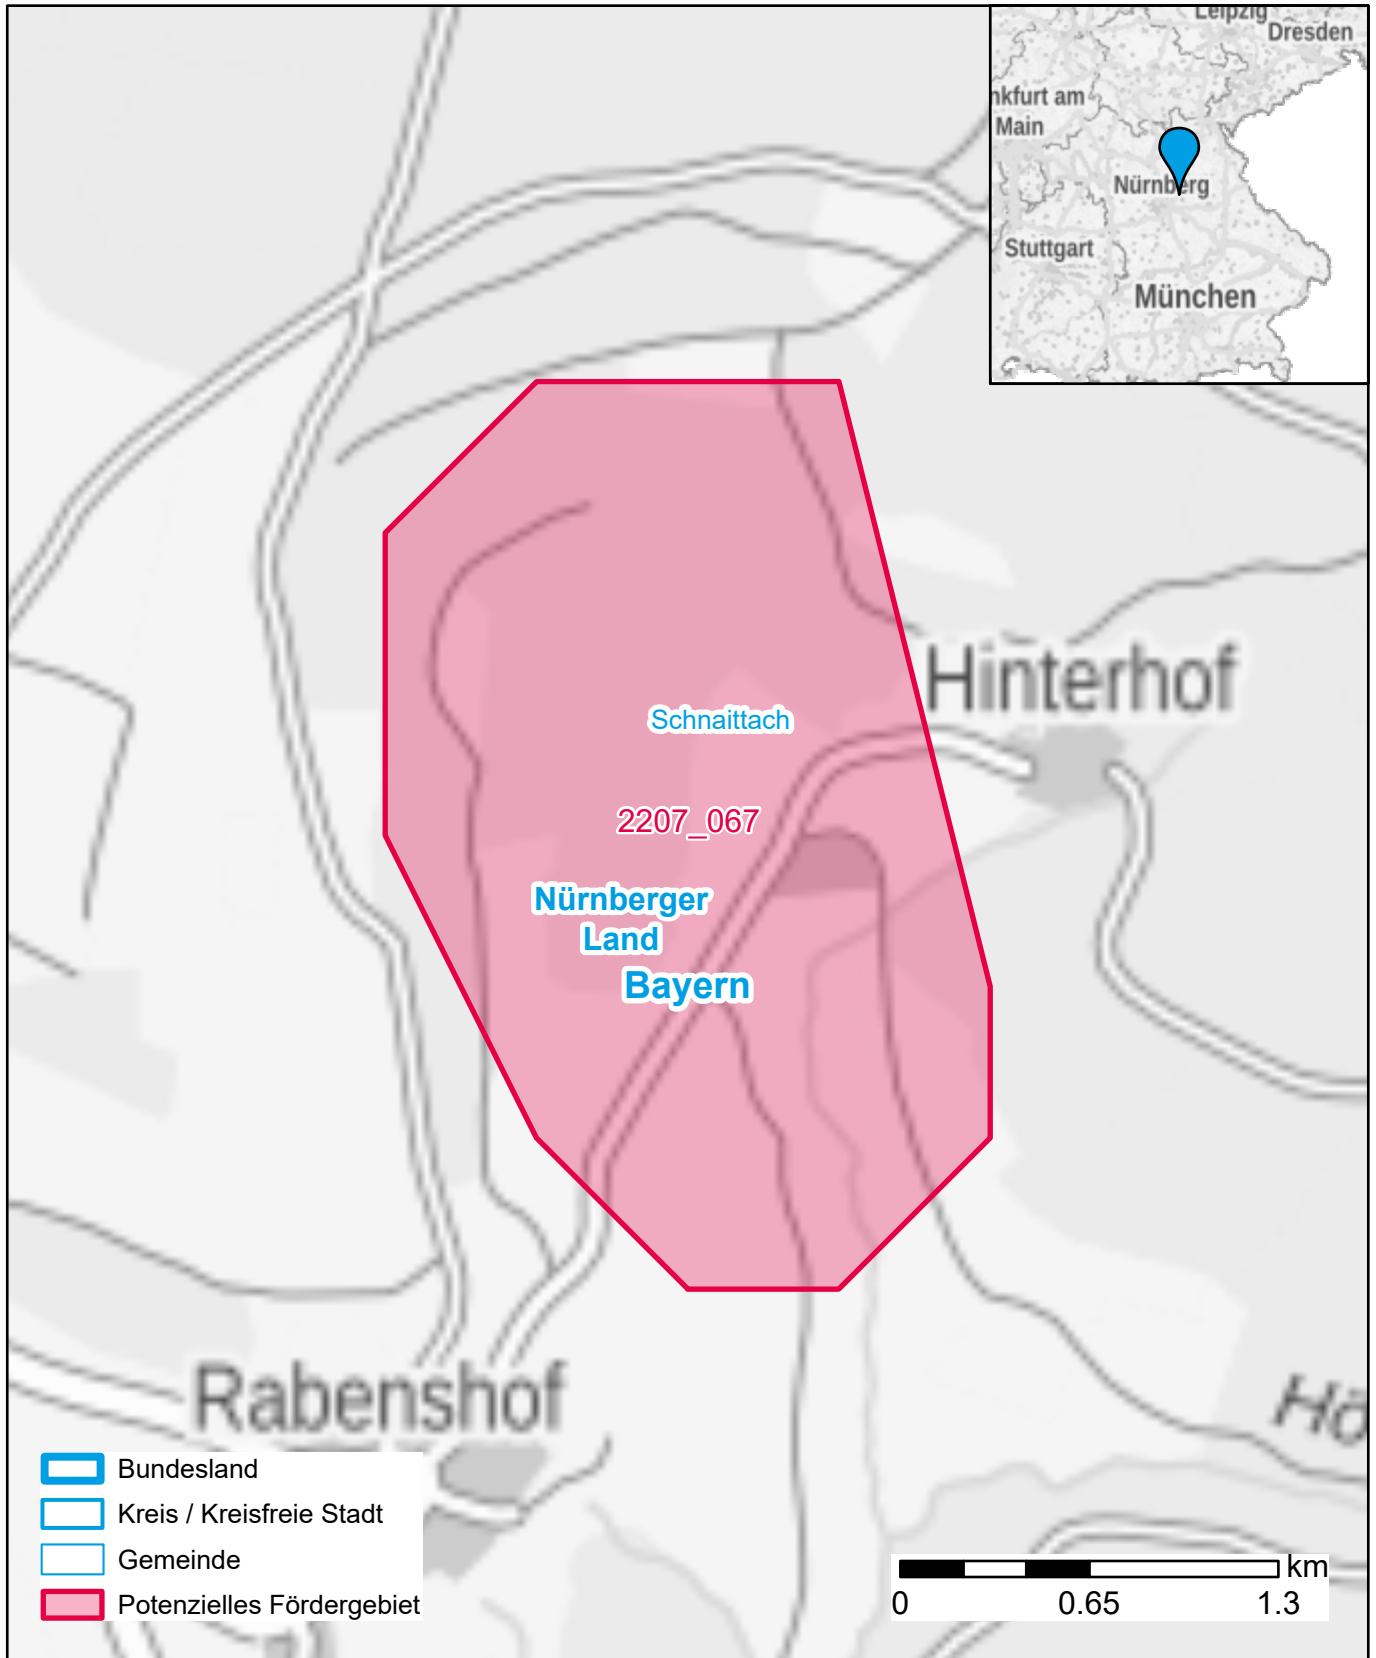 Leipzig
Dresden
nkfurt am
Main
Nürnberg
Stuttgart
München
Hinterhof
Schnaittach
2207_067
Nürnberger
Land
Bayern
Rabenshof
Hö
Bundesland
Kreis / Kreisfreie Stadt
Gemeinde
Potenzielles Fördergebiet
km
0 0.65 1.3